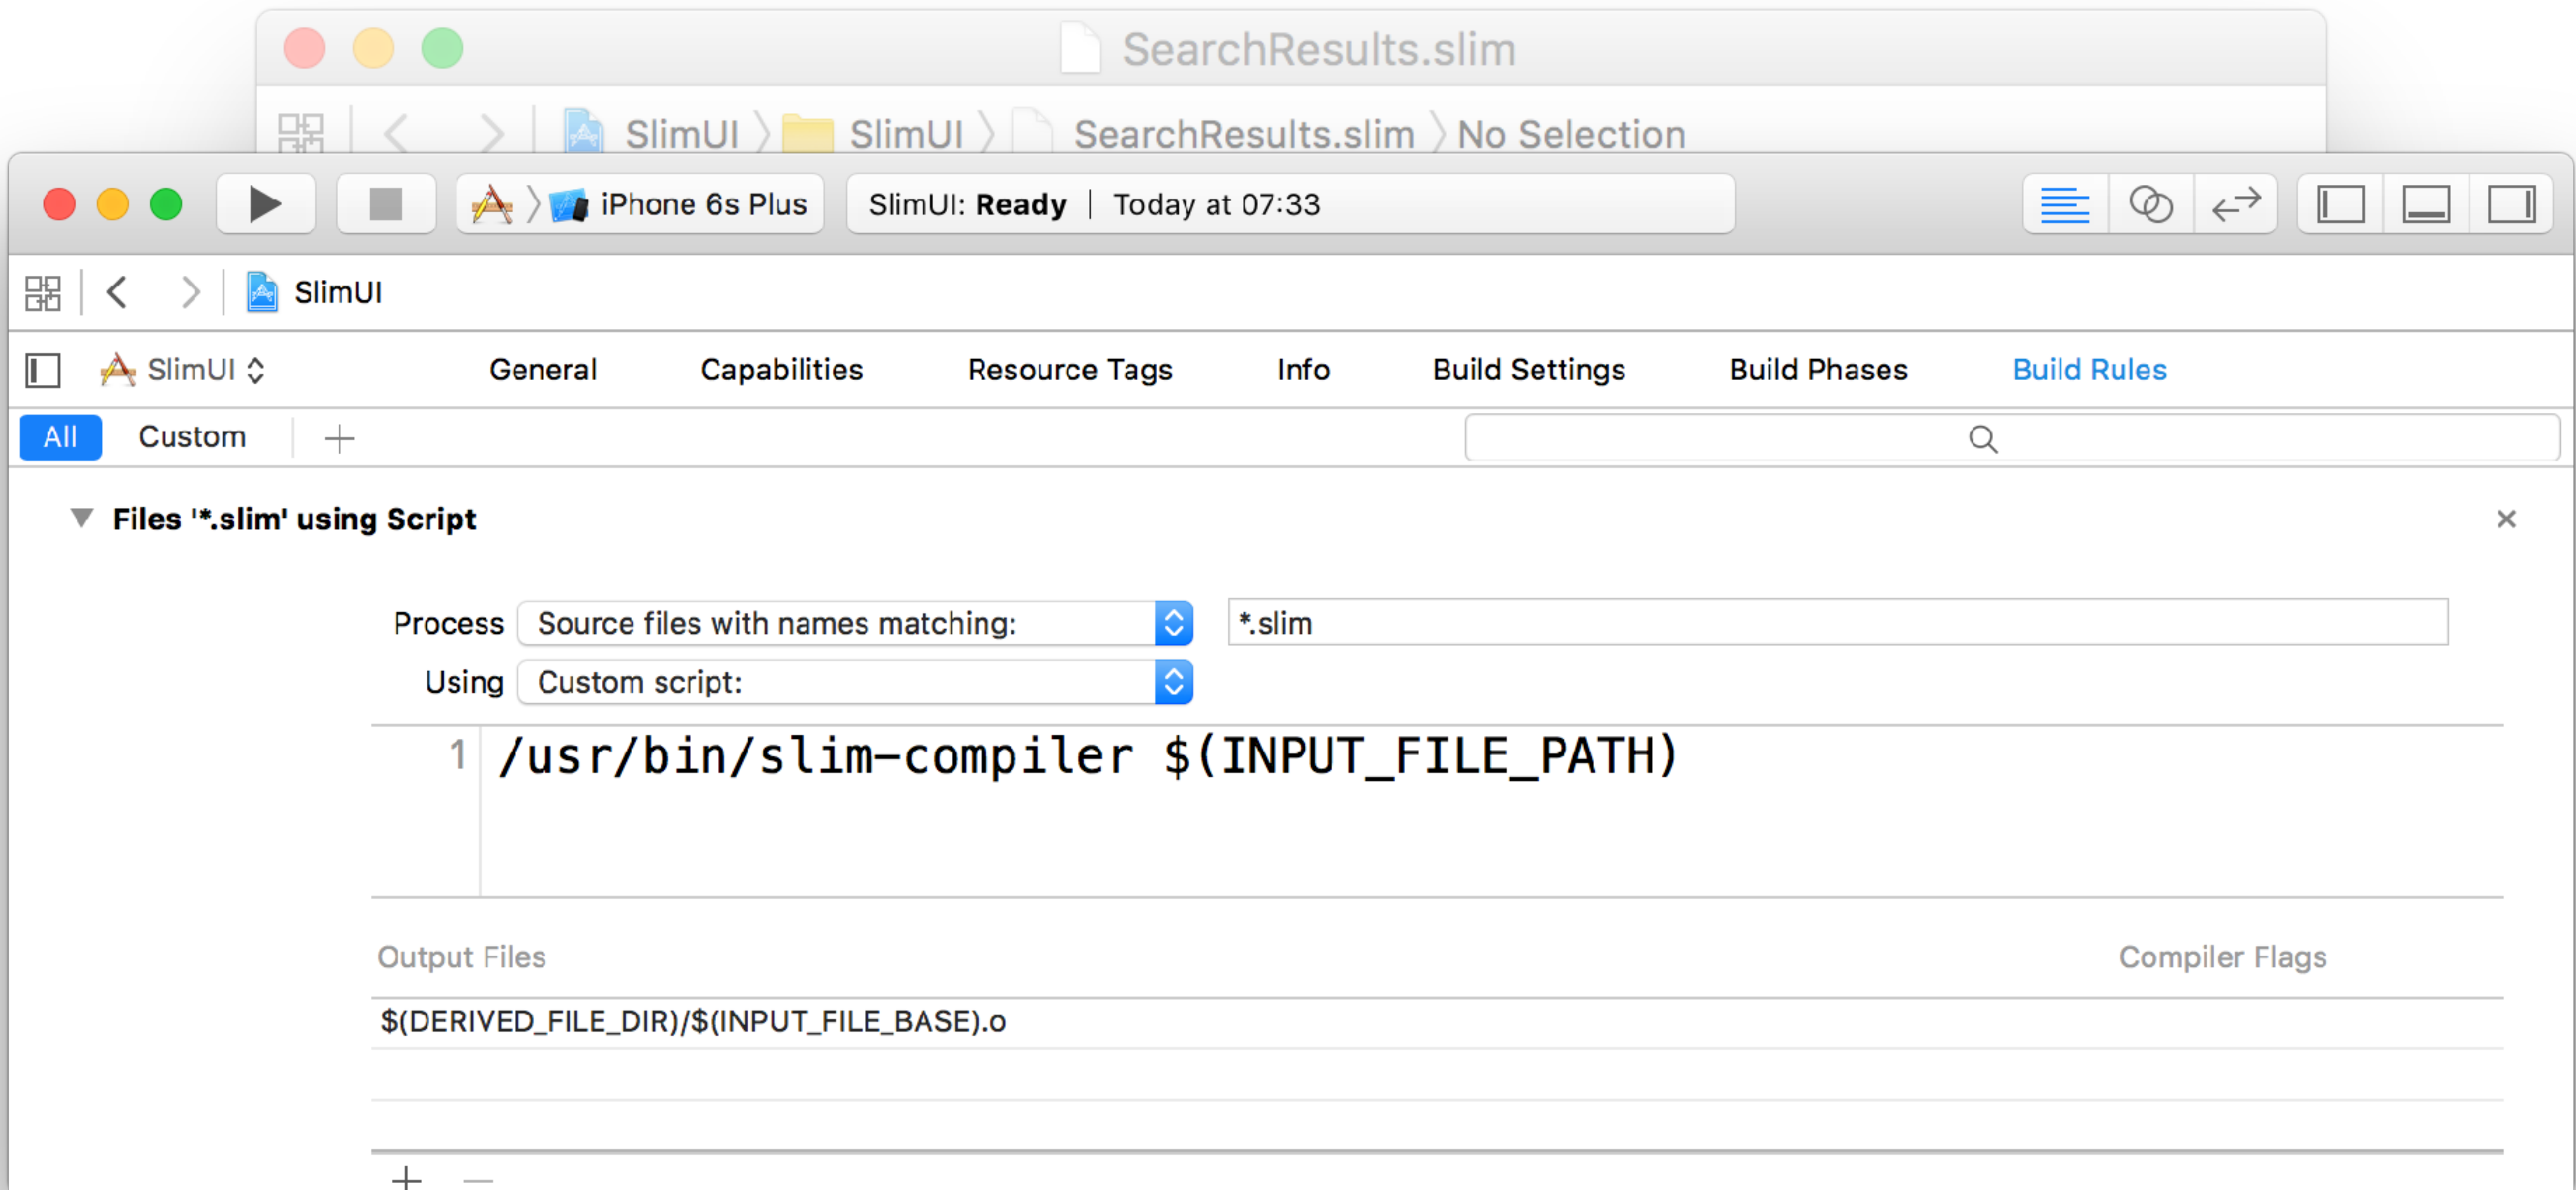 SearchResults.slim
SlimUI SlimUI SearchResults.slim No Selection
iPhone 6s Plus SlimUI: Ready | Today at 07:33
SlimUI
SlimUI General Capabilities Resource Tags Info Build Settings Build Phases Build Rules
All Custom
Files '*.slim' using Script
Process Source files with names matching: *.slim
Using Custom script:
1 /usr/bin/slim-compiler $(INPUT_FILE_PATH)
Output Files Compiler Flags
$(DERIVED_FILE_DIR)/$(INPUT_FILE_BASE).o